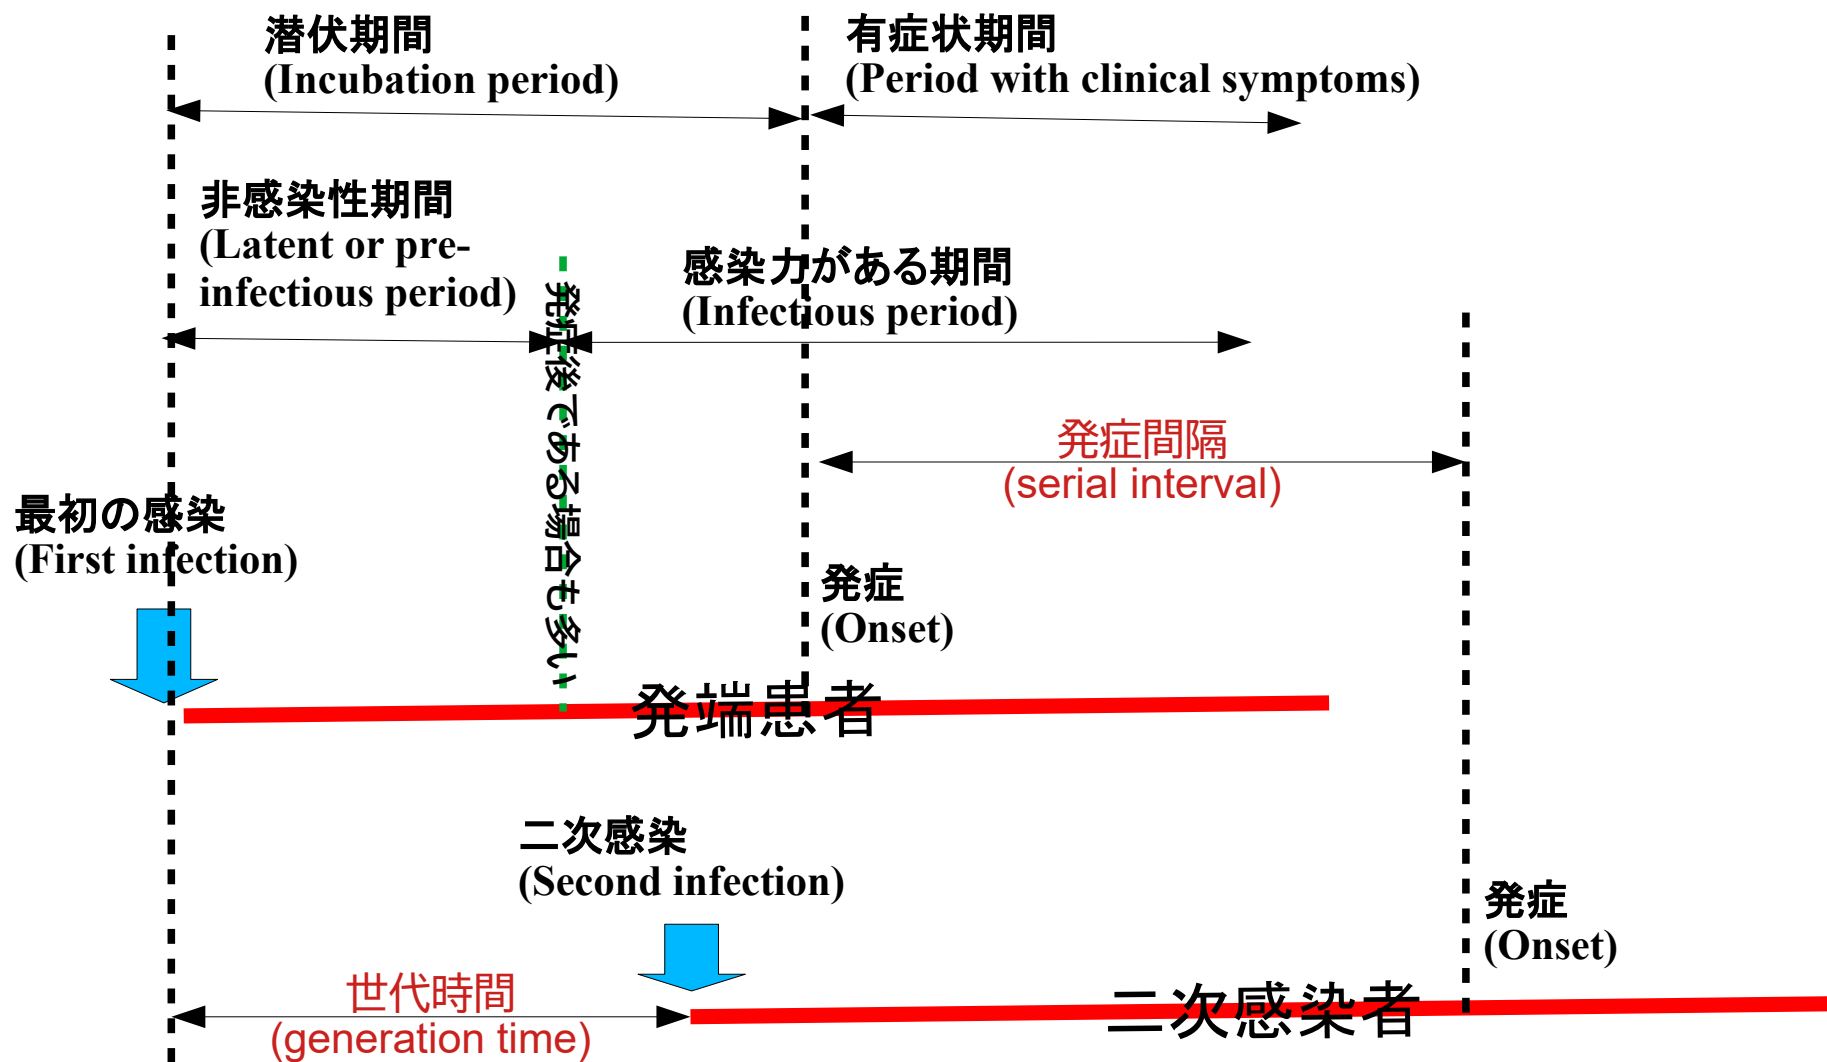 潜伏期間
(Incubation period)
有症状期間
(Period with clinical symptoms)
非感染性期間
(Latent or pre-
infectious period)
感染力がある期間
(Infectious period)
発症後である場合も多い
発症間隔
(serial interval)
最初の感染
(First infection)
発症
(Onset)
発端患者
二次感染
(Second infection)
発症
(Onset)
世代時間
(generation time)
二次感染者